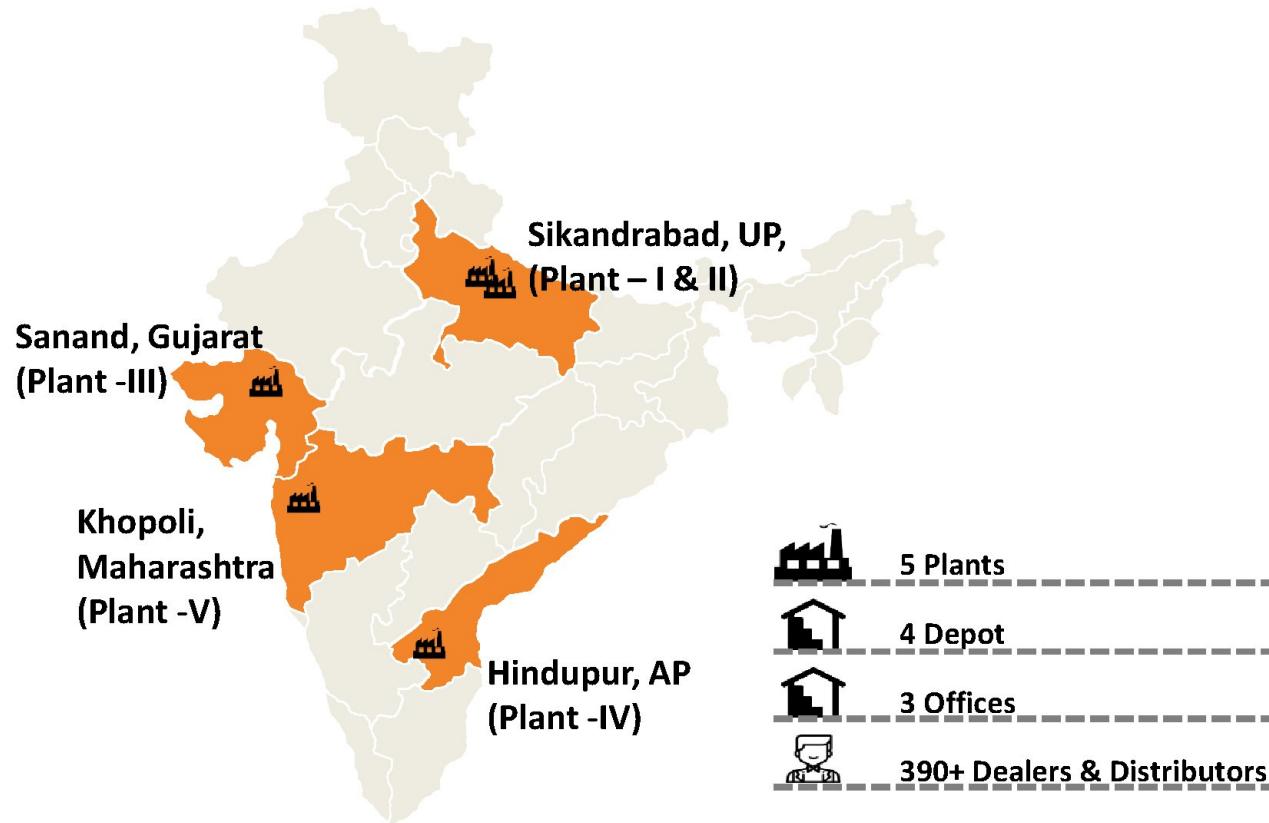 Sikandrabad, UP,
(Plant – I & II)
Sanand, Gujarat
(Plant -III)
Khopoli,
Maharashtra
(Plant -V)
Hindupur, AP
(Plant -IV)
5 Plants
4 Depot
3 Offices
390+ Dealers & Distributors